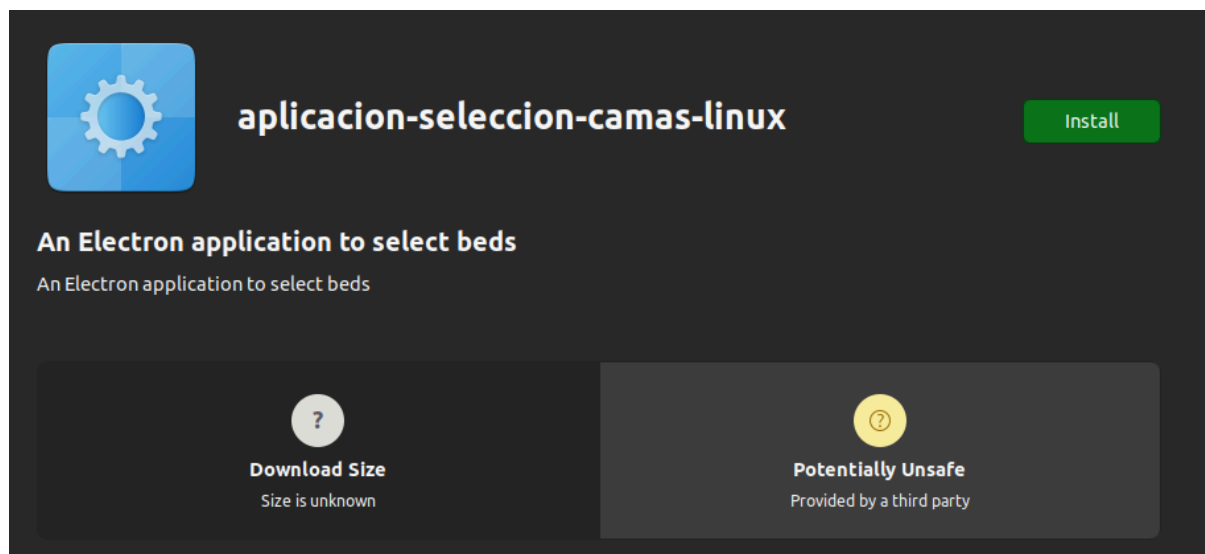 aplicacion-seleccion-camas-linux
Install
An Electron application to select beds
An Electron application to select beds
?
Download Size
Size is unknown
?
Potentially Unsafe
Provided by a third party